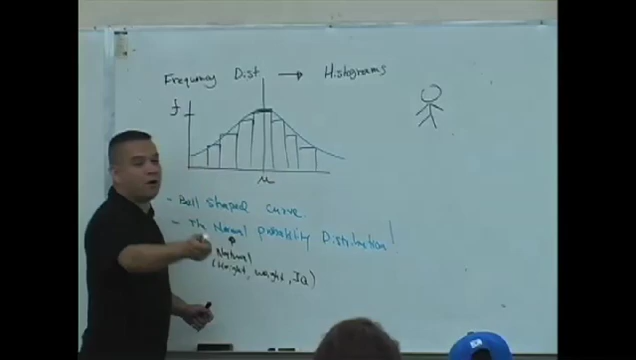 Frequency Dist → Histograms
f
μ
- Bell shaped curve.
- The Normal probability Distribution!
Natural
(Height, weight, IQ)